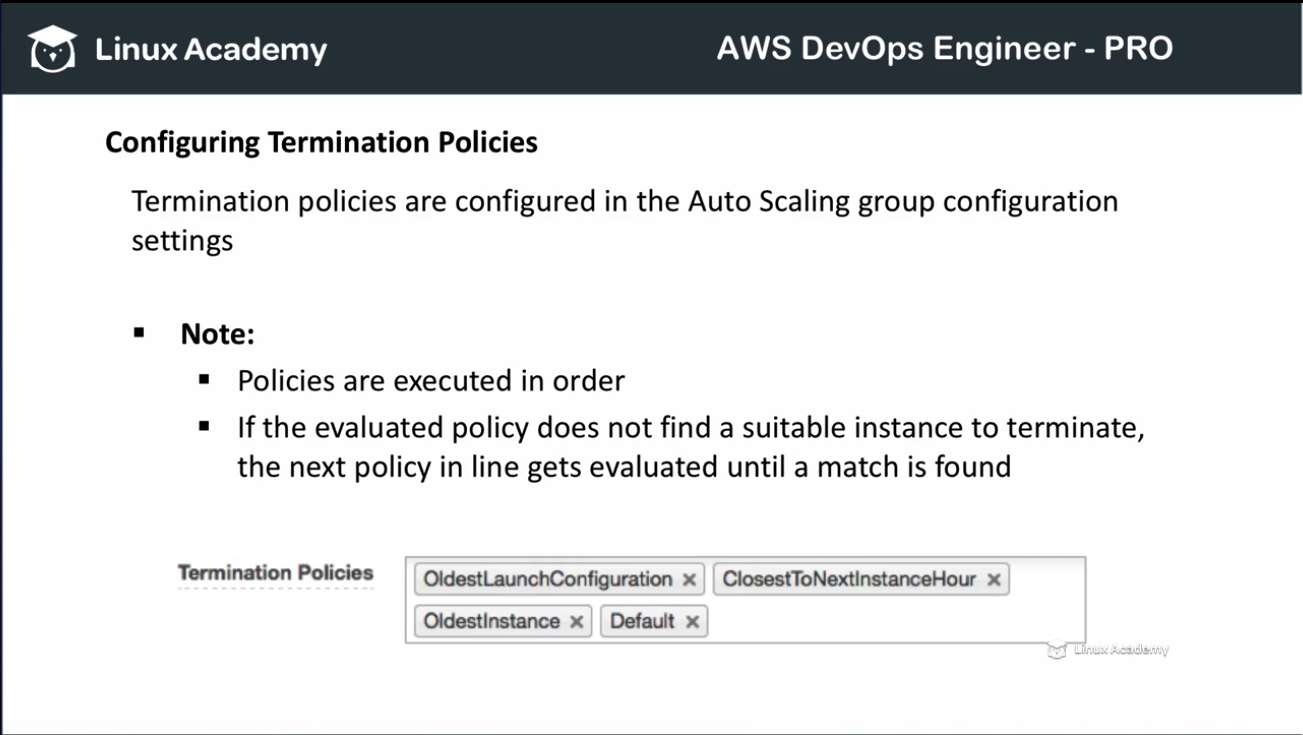 Linux Academy
AWS DevOps Engineer - PRO
Configuring Termination Policies
Termination policies are configured in the Auto Scaling group configuration
settings
Note:
Policies are executed in order
If the evaluated policy does not find a suitable instance to terminate,
the next policy in line gets evaluated until a match is found
Termination Policies
OldestLaunchConfiguration × ClosestToNextInstanceHour ×
OldestInstance × Default ×
Linux Academy